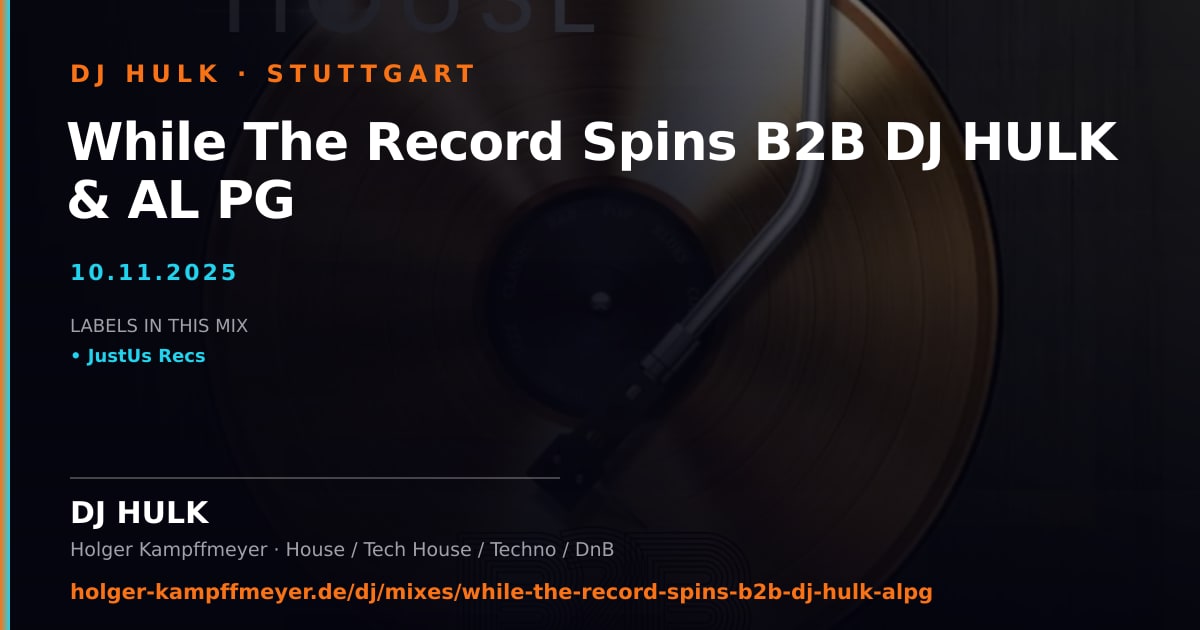 HOUSE
DJ HULK · STUTTGART
While The Record Spins B2B DJ HULK
& AL PG
10.11.2025
LABELS IN THIS MIX
• JustUs Recs
DJ HULK
Holger Kampffmeyer · House / Tech House / Techno / DnB
holger-kampffmeyer.de/dj/mixes/while-the-record-spins-b2b-dj-hulk-alpg
B2B